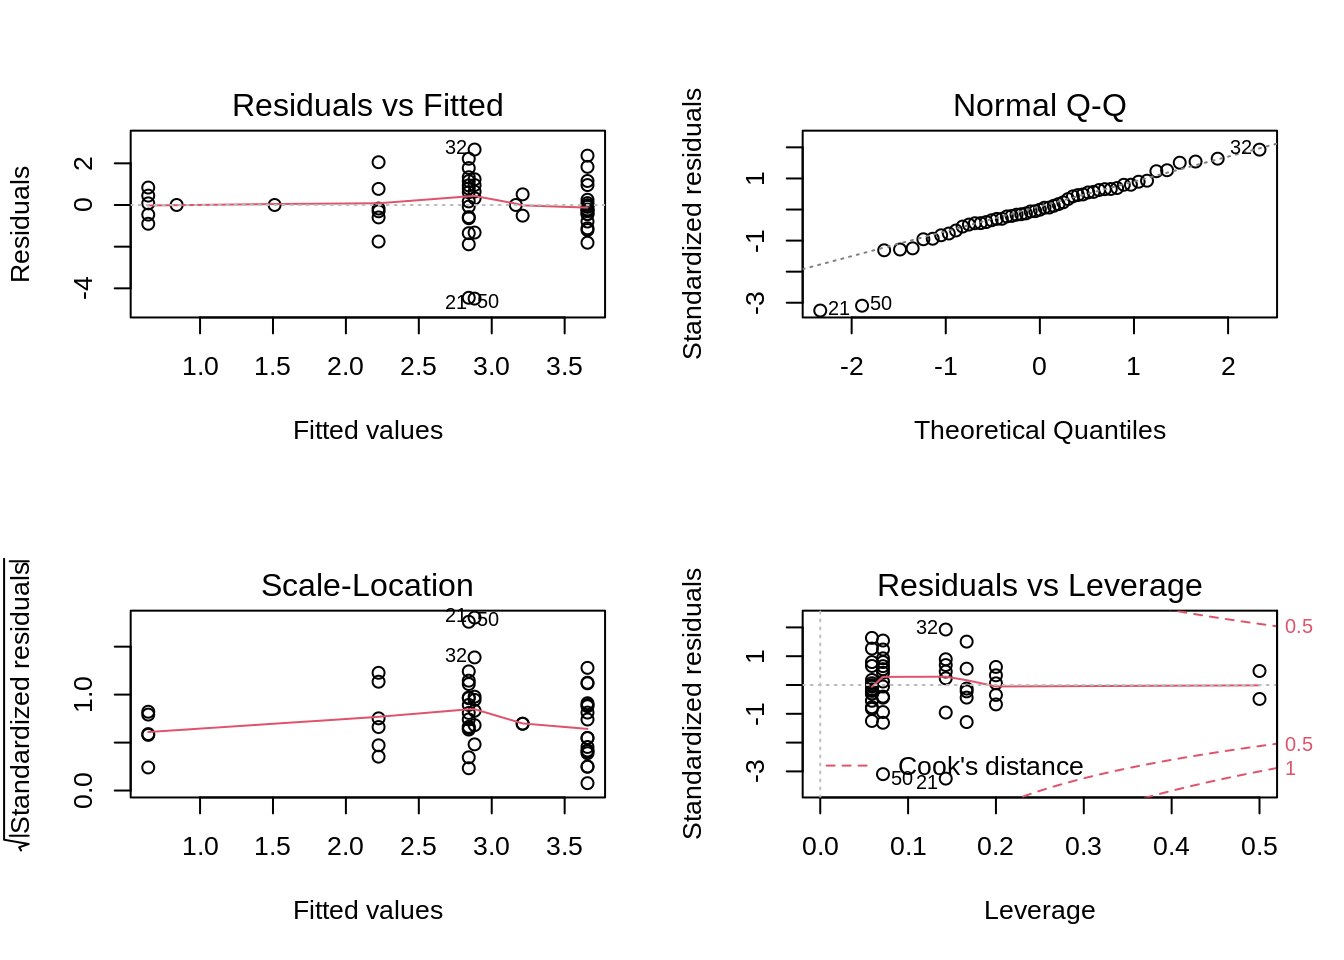 Residuals vs Fitted
Residuals
2
0
-4
32
21
50
1.0 1.5 2.0 2.5 3.0 3.5
Fitted values
Normal Q-Q
Standardized residuals
1
-1
-3
32
21
50
-2 -1 0 1 2
Theoretical Quantiles
Scale-Location
√|Standardized residuals|
1.0
0.0
21
50
32
1.0 1.5 2.0 2.5 3.0 3.5
Fitted values
Residuals vs Leverage
Standardized residuals
1
-1
-3
32
0.5
0.5
1
Cook's distance
50
21
0.0 0.1 0.2 0.3 0.4 0.5
Leverage